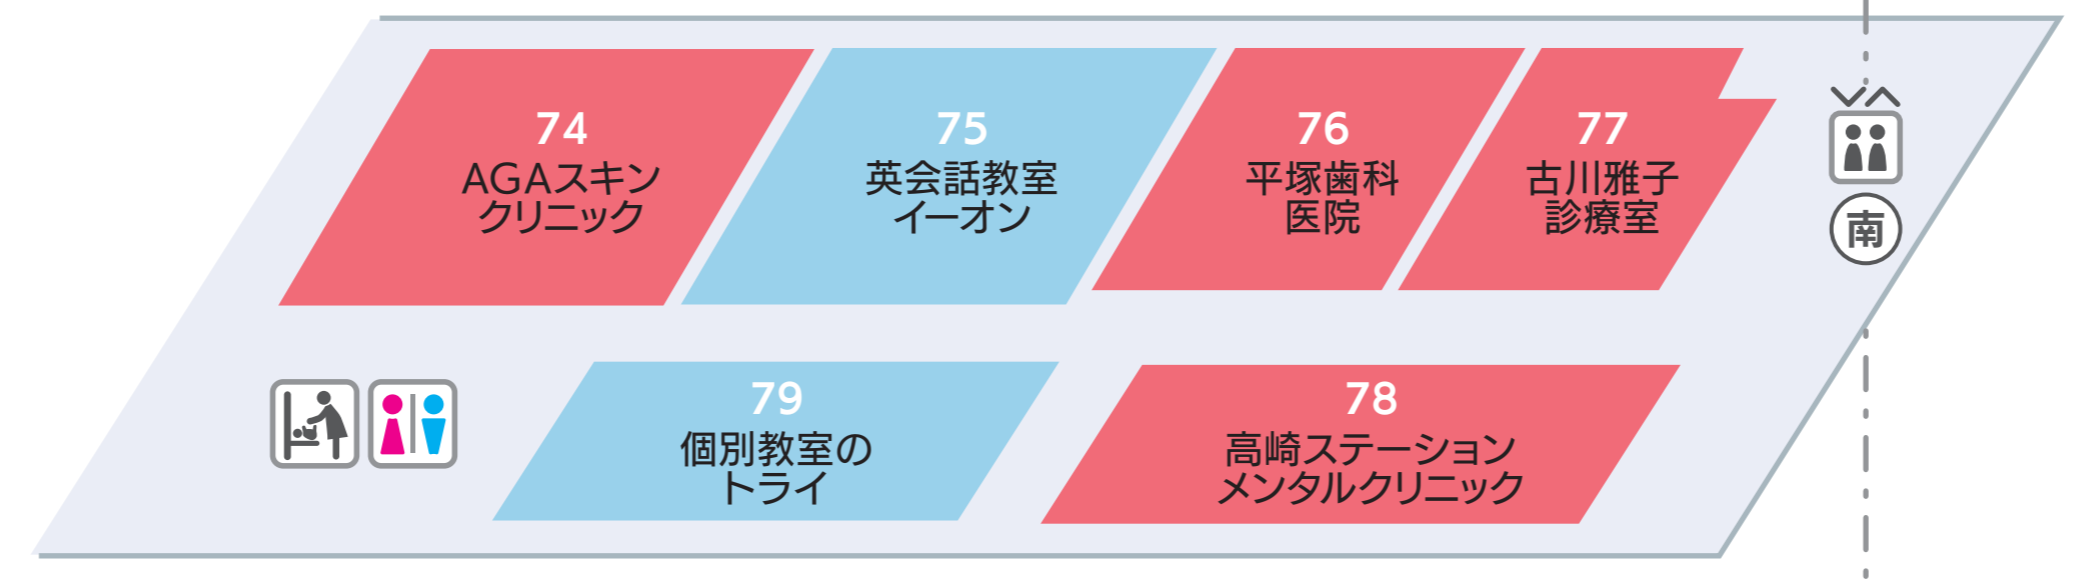 74
AGAスキン
クリニック
75
英会話教室
イーオン
76
平塚歯科
医院
77
古川雅子
診療室
南
79
個別教室の
トライ
78
高崎ステーション
メンタルクリニック